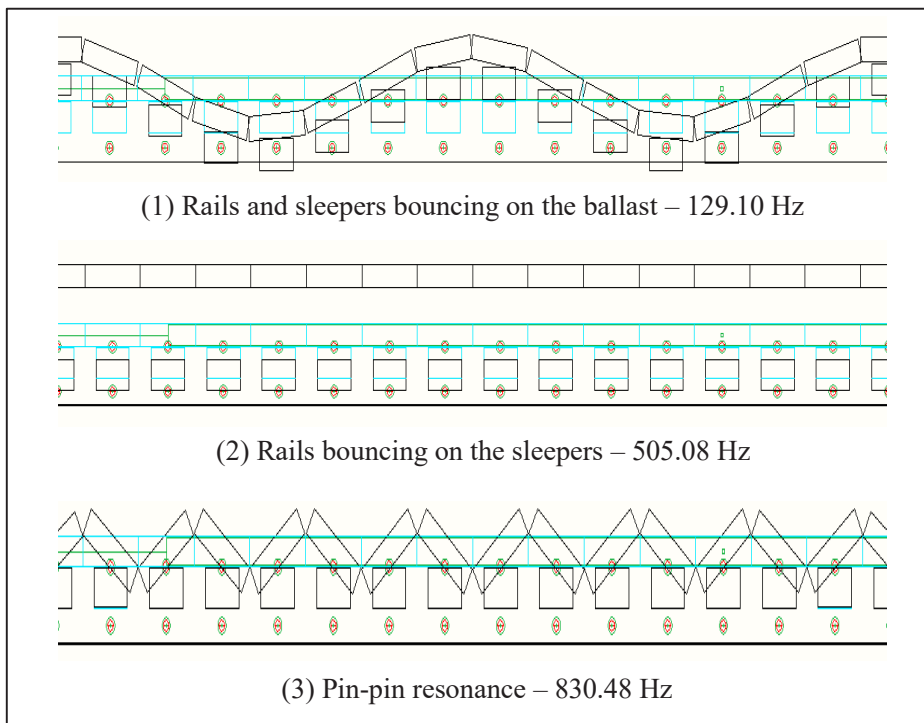 (1) Rails and sleepers bouncing on the ballast – 129.10 Hz
(2) Rails bouncing on the sleepers – 505.08 Hz
(3) Pin-pin resonance – 830.48 Hz